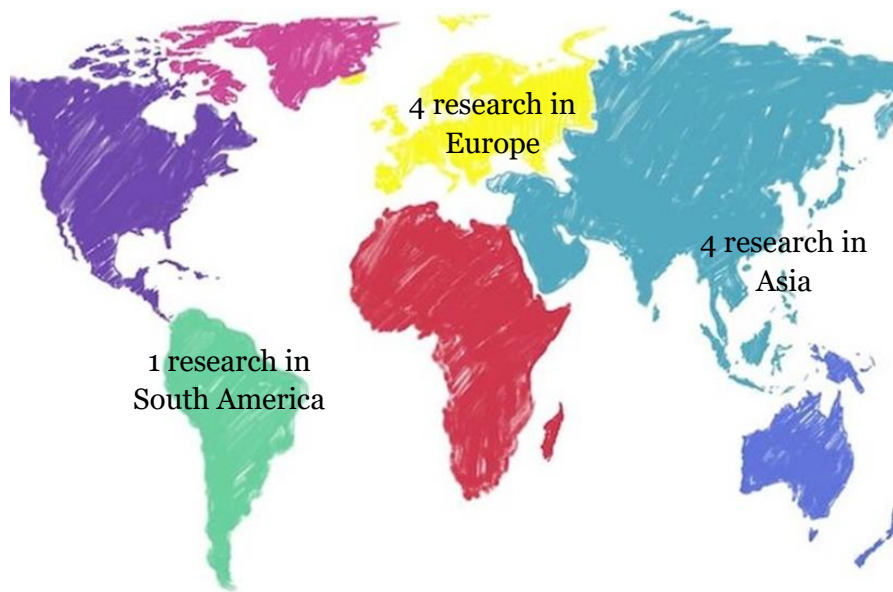 4 research in
Europe
4 research in
Asia
1 research in
South America